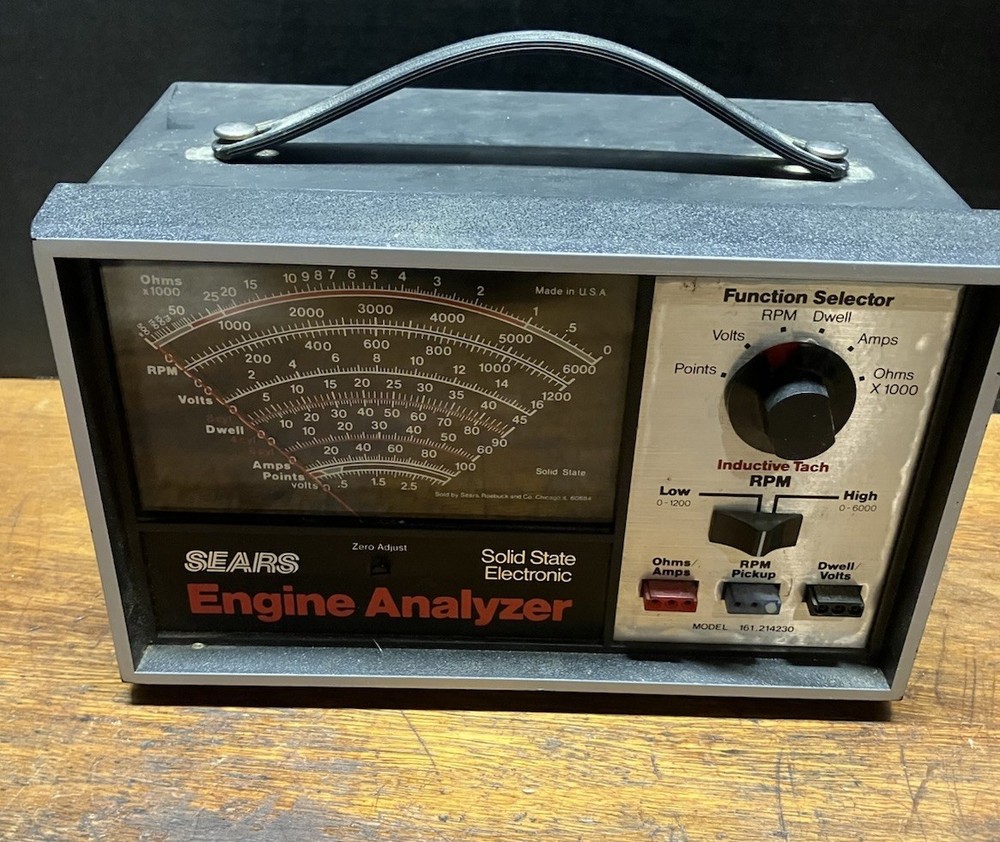 Ohms
x1000
50 25 20 15 10 9 8 7 6 5 4 3 2 1 .5 0
Made in U.S.A
RPM
0 1000 2000 3000 4000 5000 6000
200 400 600 800 1000 1200
Volts
0 2 4 6 8 10 12 14 16
Dwell
0 5 10 15 20 25 30 35 40 45
0 10 20 30 40 50 60 70 80 90
Amps
0 10 20 40 60 80 100
Points
volts 0 .5 1.5 2.5
Solid State
Sold by Sears, Roebuck and Co. Chicago, IL 60684
SEARS
Zero Adjust
Solid State
Electronic
Engine Analyzer
Function Selector
RPM Dwell
Volts Amps
Points Ohms
X 1000
Inductive Tach
RPM
Low High
0-1200 0-6000
Ohms/
Amps
RPM
Pickup
Dwell/
Volts
MODEL 161.214230